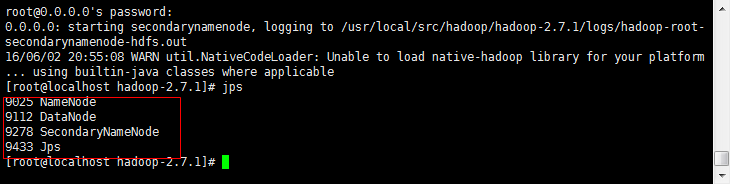 root@0.0.0.0's password:
0.0.0.0: starting secondarynamenode, logging to /usr/local/src/hadoop/hadoop-2.7.1/logs/hadoop-root-
secondarynamenode-hdfs.out
16/06/02 20:55:08 WARN util.NativeCodeLoader: Unable to load native-hadoop library for your platform
... using builtin-java classes where applicable
[root@localhost hadoop-2.7.1]# jps
9025 NameNode
9112 DataNode
9278 SecondaryNameNode
9433 Jps
[root@localhost hadoop-2.7.1]#